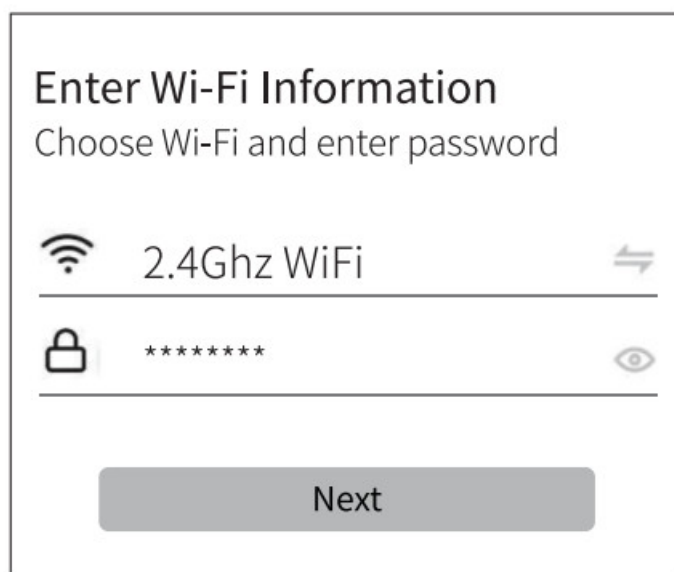 Enter Wi-Fi Information
Choose Wi-Fi and enter password
2.4Ghz WiFi
********
Next